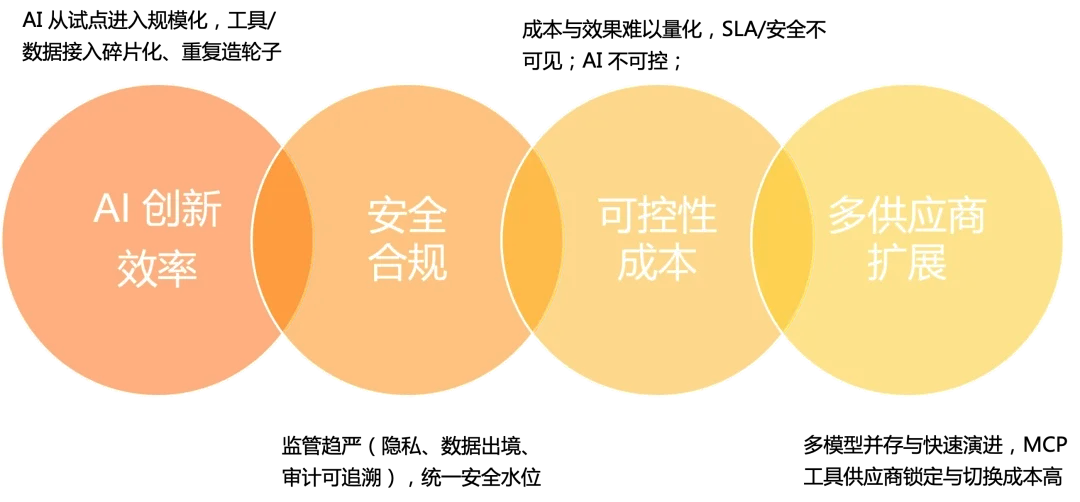 AI 从试点进入规模化，工具/
数据接入碎片化、重复造轮子
成本与效果难以量化，SLA/安全不
可见；AI 不可控；
AI 创新
效率
安全
合规
可控性
成本
多供应商
扩展
监管趋严（隐私、数据出境、
审计可追溯），统一安全水位
多模型并存与快速演进，MCP
工具供应商锁定与切换成本高